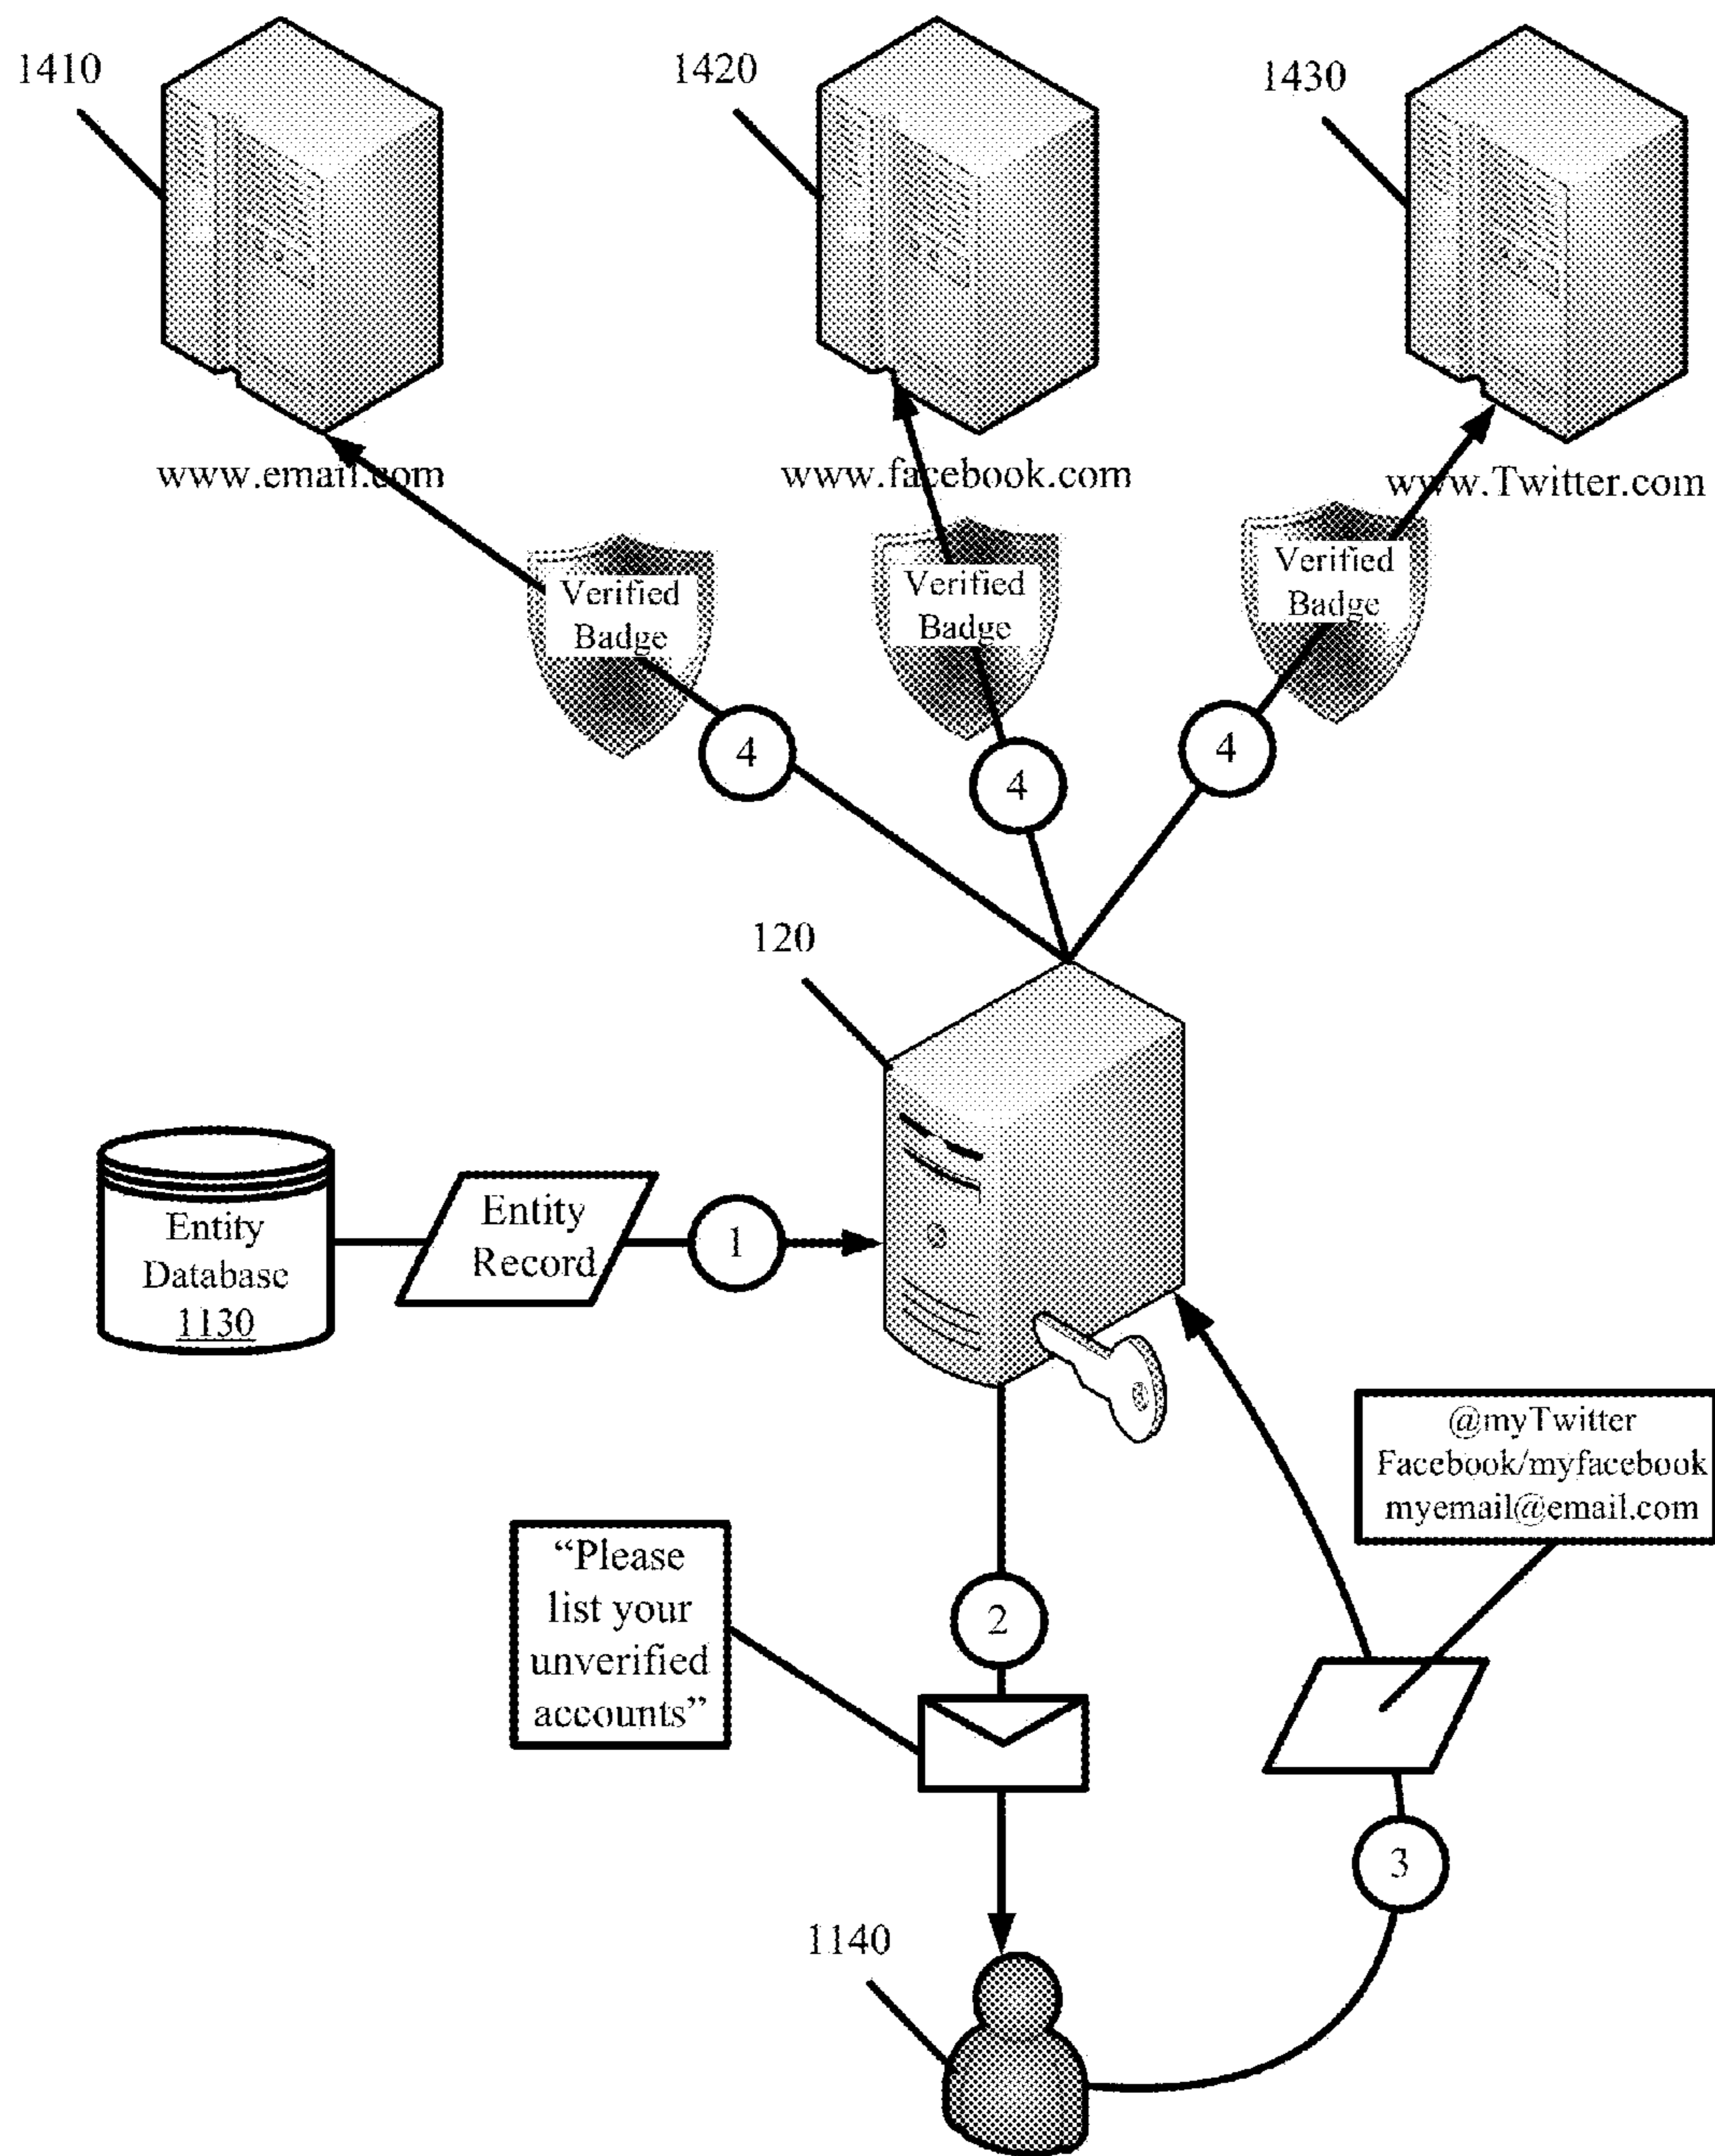 1410
1420
1430
www.email.com
www.facebook.com
www.Twitter.com
Verified
Badge
Verified
Badge
Verified
Badge
4
4
4
120
Entity
Database
1130
Entity
Record
1
@myTwitter
Facebook/myfacebook
myemail@email.com
“Please
list your
unverified
accounts”
2
3
1140